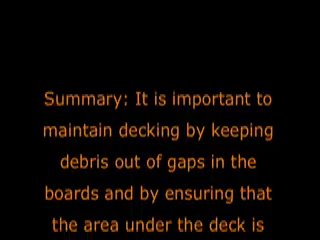 Summary: It is important to
maintain decking by keeping
debris out of gaps in the
boards and by ensuring that
the area under the deck is